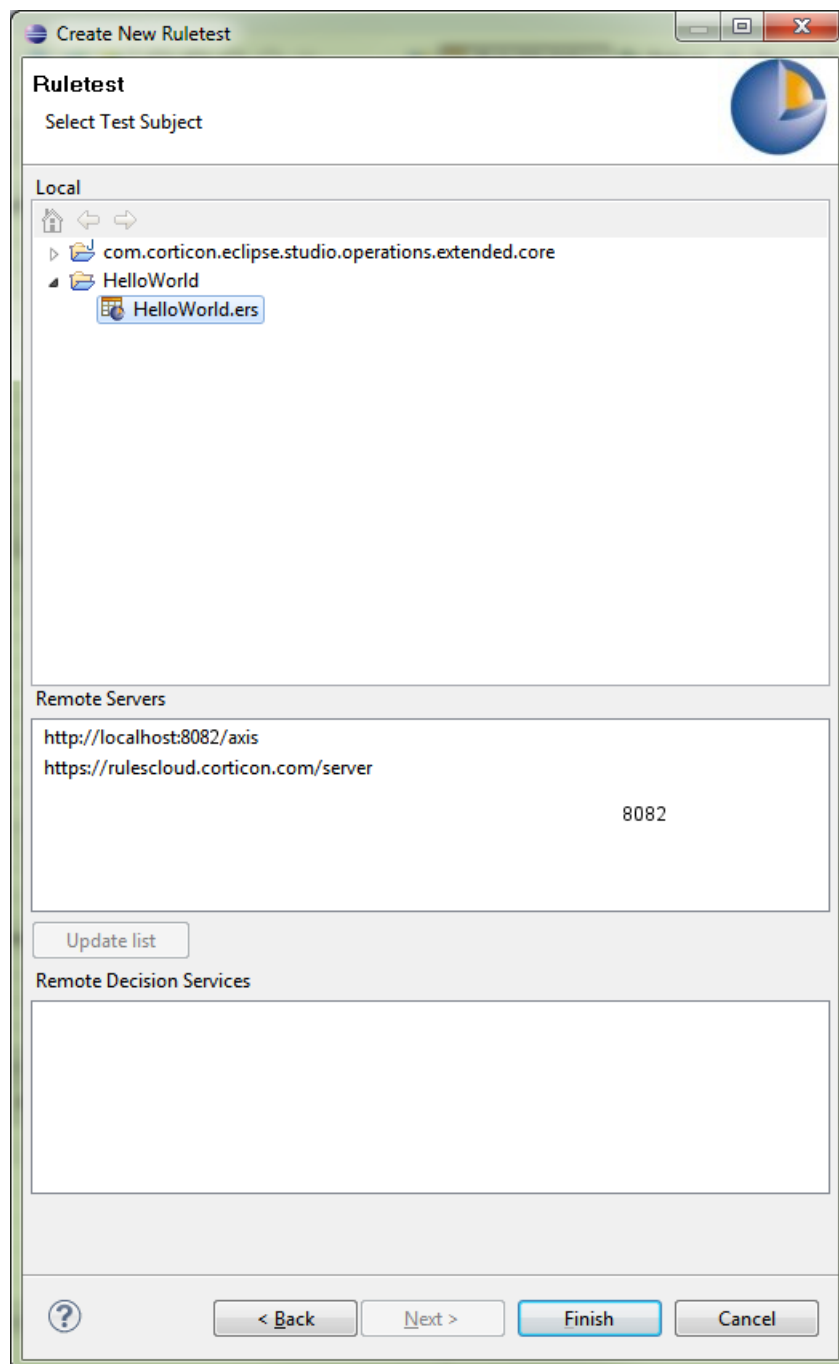 Create New Ruletest
Ruletest
Select Test Subject
Local
com.corticon.eclipse.studio.operations.extended.core
HelloWorld
HelloWorld.ers
Remote Servers
http://localhost:8082/axis
https://rulescloud.corticon.com/server
8082
Update list
Remote Decision Services
< Back Next > Finish Cancel